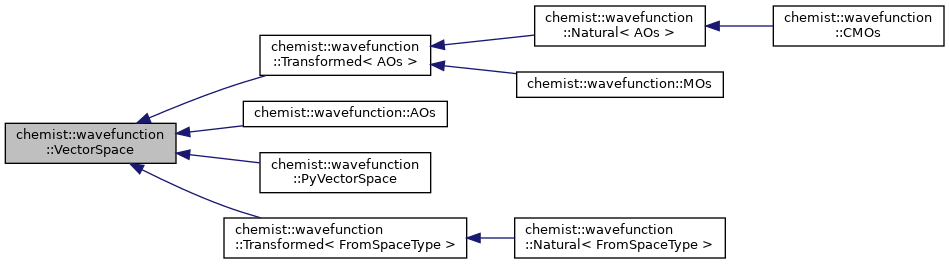 chemist::wavefunction
::VectorSpace
chemist::wavefunction
::Transformed< AOs >
chemist::wavefunction::AOs
chemist::wavefunction
::PyVectorSpace
chemist::wavefunction
::Transformed< FromSpaceType >
chemist::wavefunction
::Natural< AOs >
chemist::wavefunction::MOs
chemist::wavefunction
::Natural< FromSpaceType >
chemist::wavefunction
::CMOs